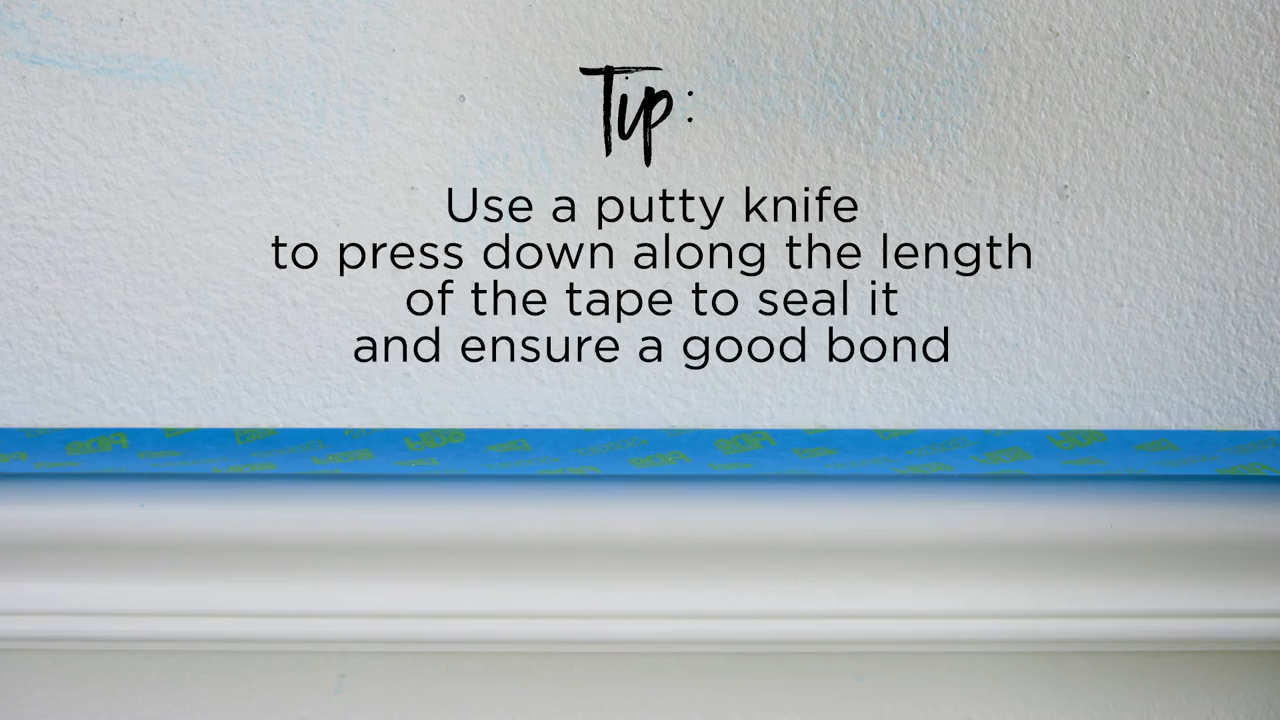 Tip:
Use a putty knife
to press down along the length
of the tape to seal it
and ensure a good bond